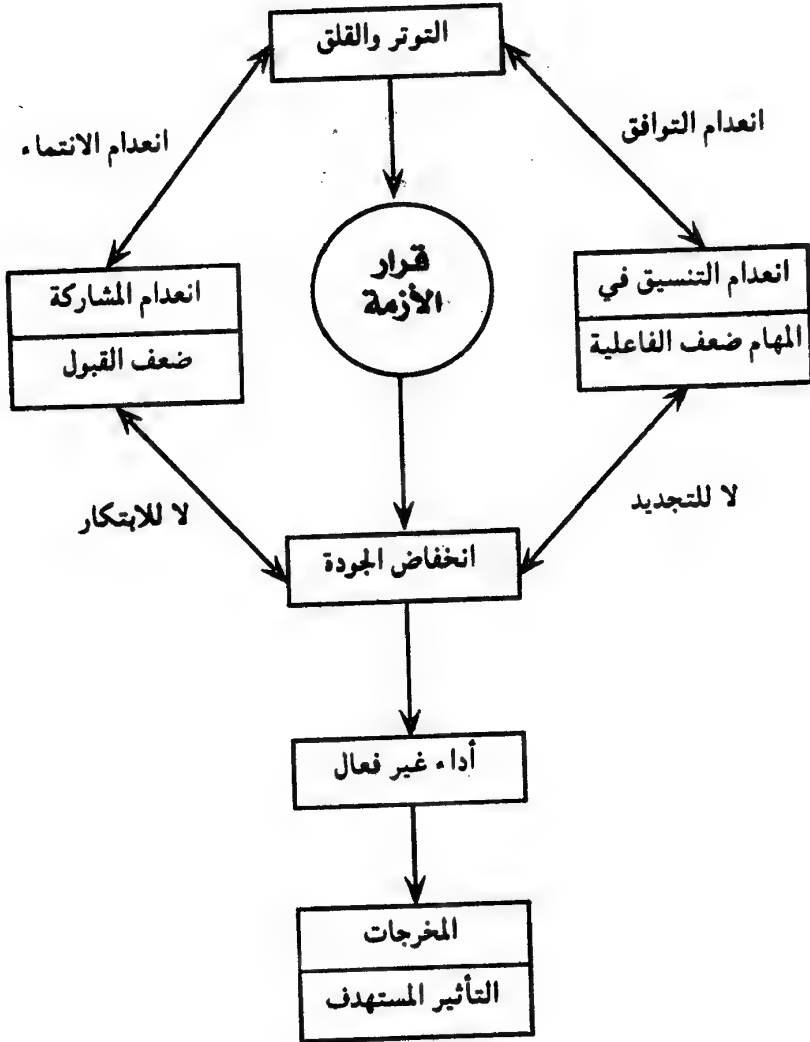 التوتر والقلق
انعدام التوافق
انعدام الانتماء
قرار
الأزمة
انعدام التنسيق في
المهام ضعف الفاعلية
انعدام المشاركة
ضعف القبول
لا للتجديد
لا للابتكار
انخفاض الجودة
أداء غير فعال
المخرجات
التأثير المستهدف